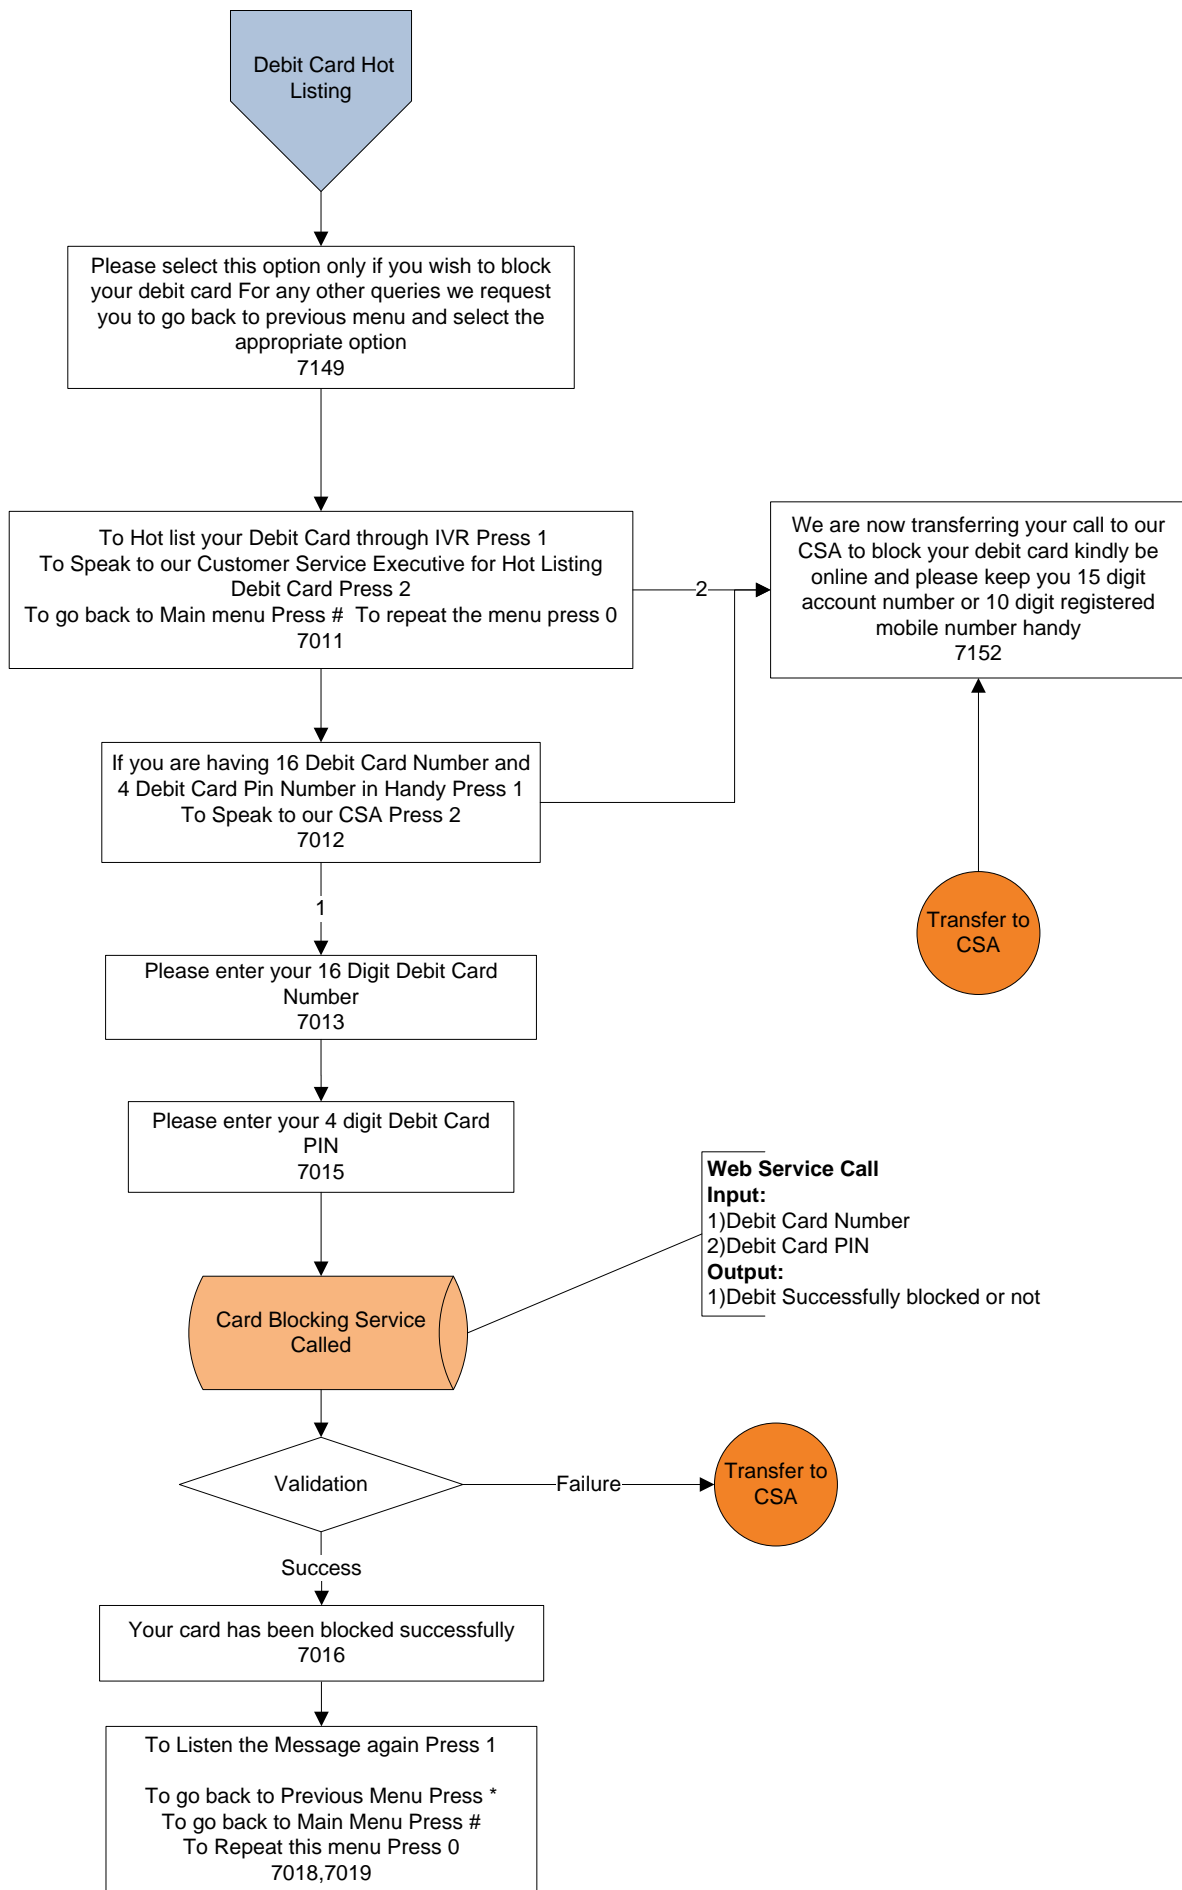 Debit Card Hot
Listing
Please select this option only if you wish to block
your debit card For any other queries we request
you to go back to previous menu and select the
appropriate option
7149
To Hot list your Debit Card through IVR Press 1
To Speak to our Customer Service Executive for Hot Listing
Debit Card Press 2
To go back to Main menu Press #  To repeat the menu press 0
7011
2
We are now transferring your call to our
CSA to block your debit card kindly be
online and please keep you 15 digit
account number or 10 digit registered
mobile number handy
7152
If you are having 16 Debit Card Number and
4 Debit Card Pin Number in Handy Press 1
To Speak to our CSA Press 2
7012
1
Transfer to
CSA
Please enter your 16 Digit Debit Card
Number
7013
Please enter your 4 digit Debit Card
PIN
7015
Web Service Call
Input:
1)Debit Card Number
2)Debit Card PIN
Output:
1)Debit Successfully blocked or not
Card Blocking Service
Called
Validation
Failure
Transfer to
CSA
Success
Your card has been blocked successfully
7016
To Listen the Message again Press 1
To go back to Previous Menu Press *
To go back to Main Menu Press #
To Repeat this menu Press 0
7018,7019